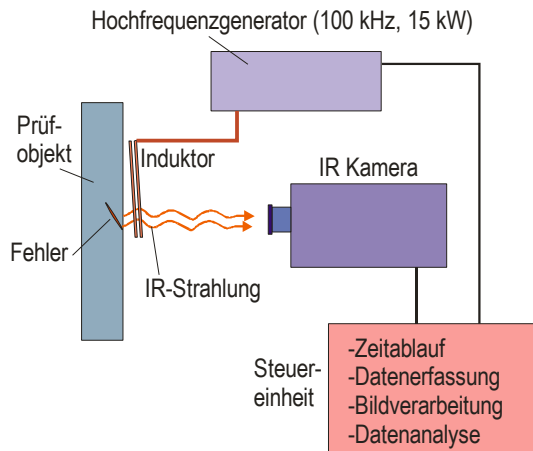 Hochfrequenzgenerator (100 kHz, 15 kW)
Prüf-
objekt
Induktor
IR Kamera
Fehler
IR-Strahlung
Steuer-
einheit
-Zeitablauf
-Datenerfassung
-Bildverarbeitung
-Datenanalyse